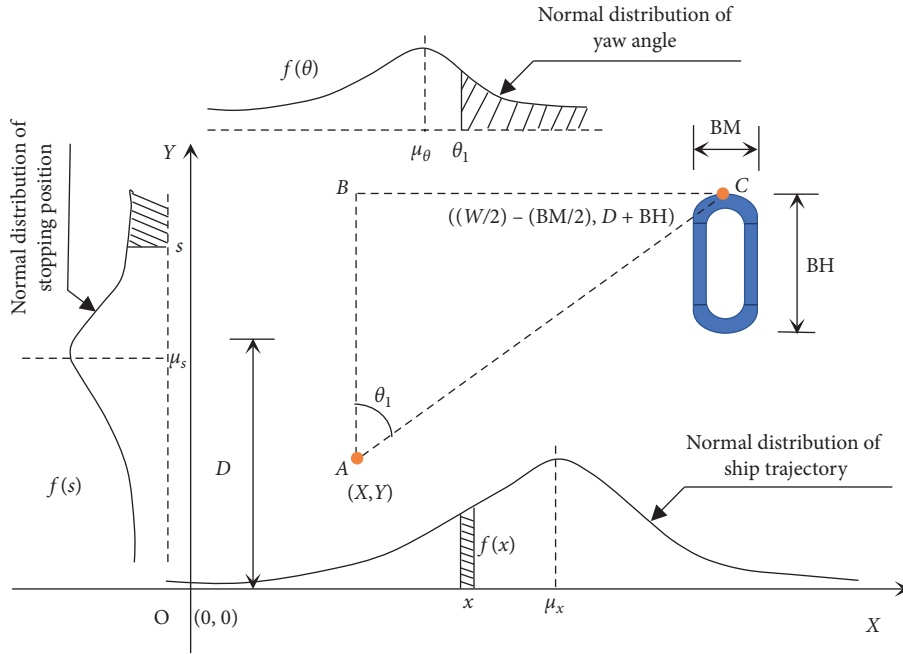 Normal distribution of
yaw angle
f(θ)
μθ
θ1
BM
Normal distribution of
stopping position
Y
B
C
((W/2) – (BM/2), D + BH)
s
BH
μs
θ1
D
A
(X, Y)
Normal distribution of
ship trajectory
f(s)
f(x)
x
μx
O
(0, 0)
X